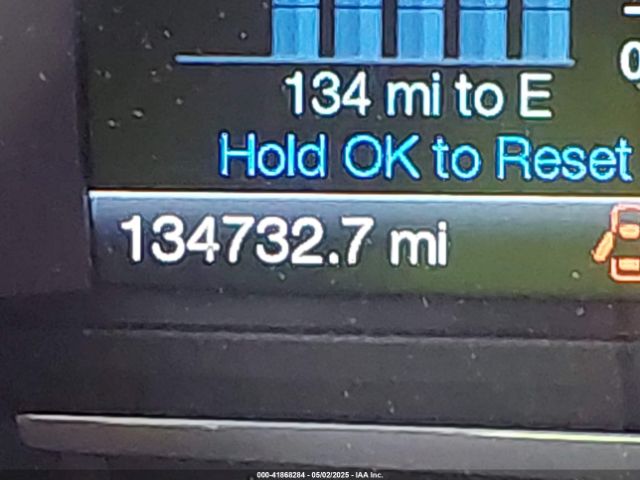 134 mi to E
Hold OK to Reset
134732.7 mi
000-41868284 - 05/02/2025 - IAA Inc.